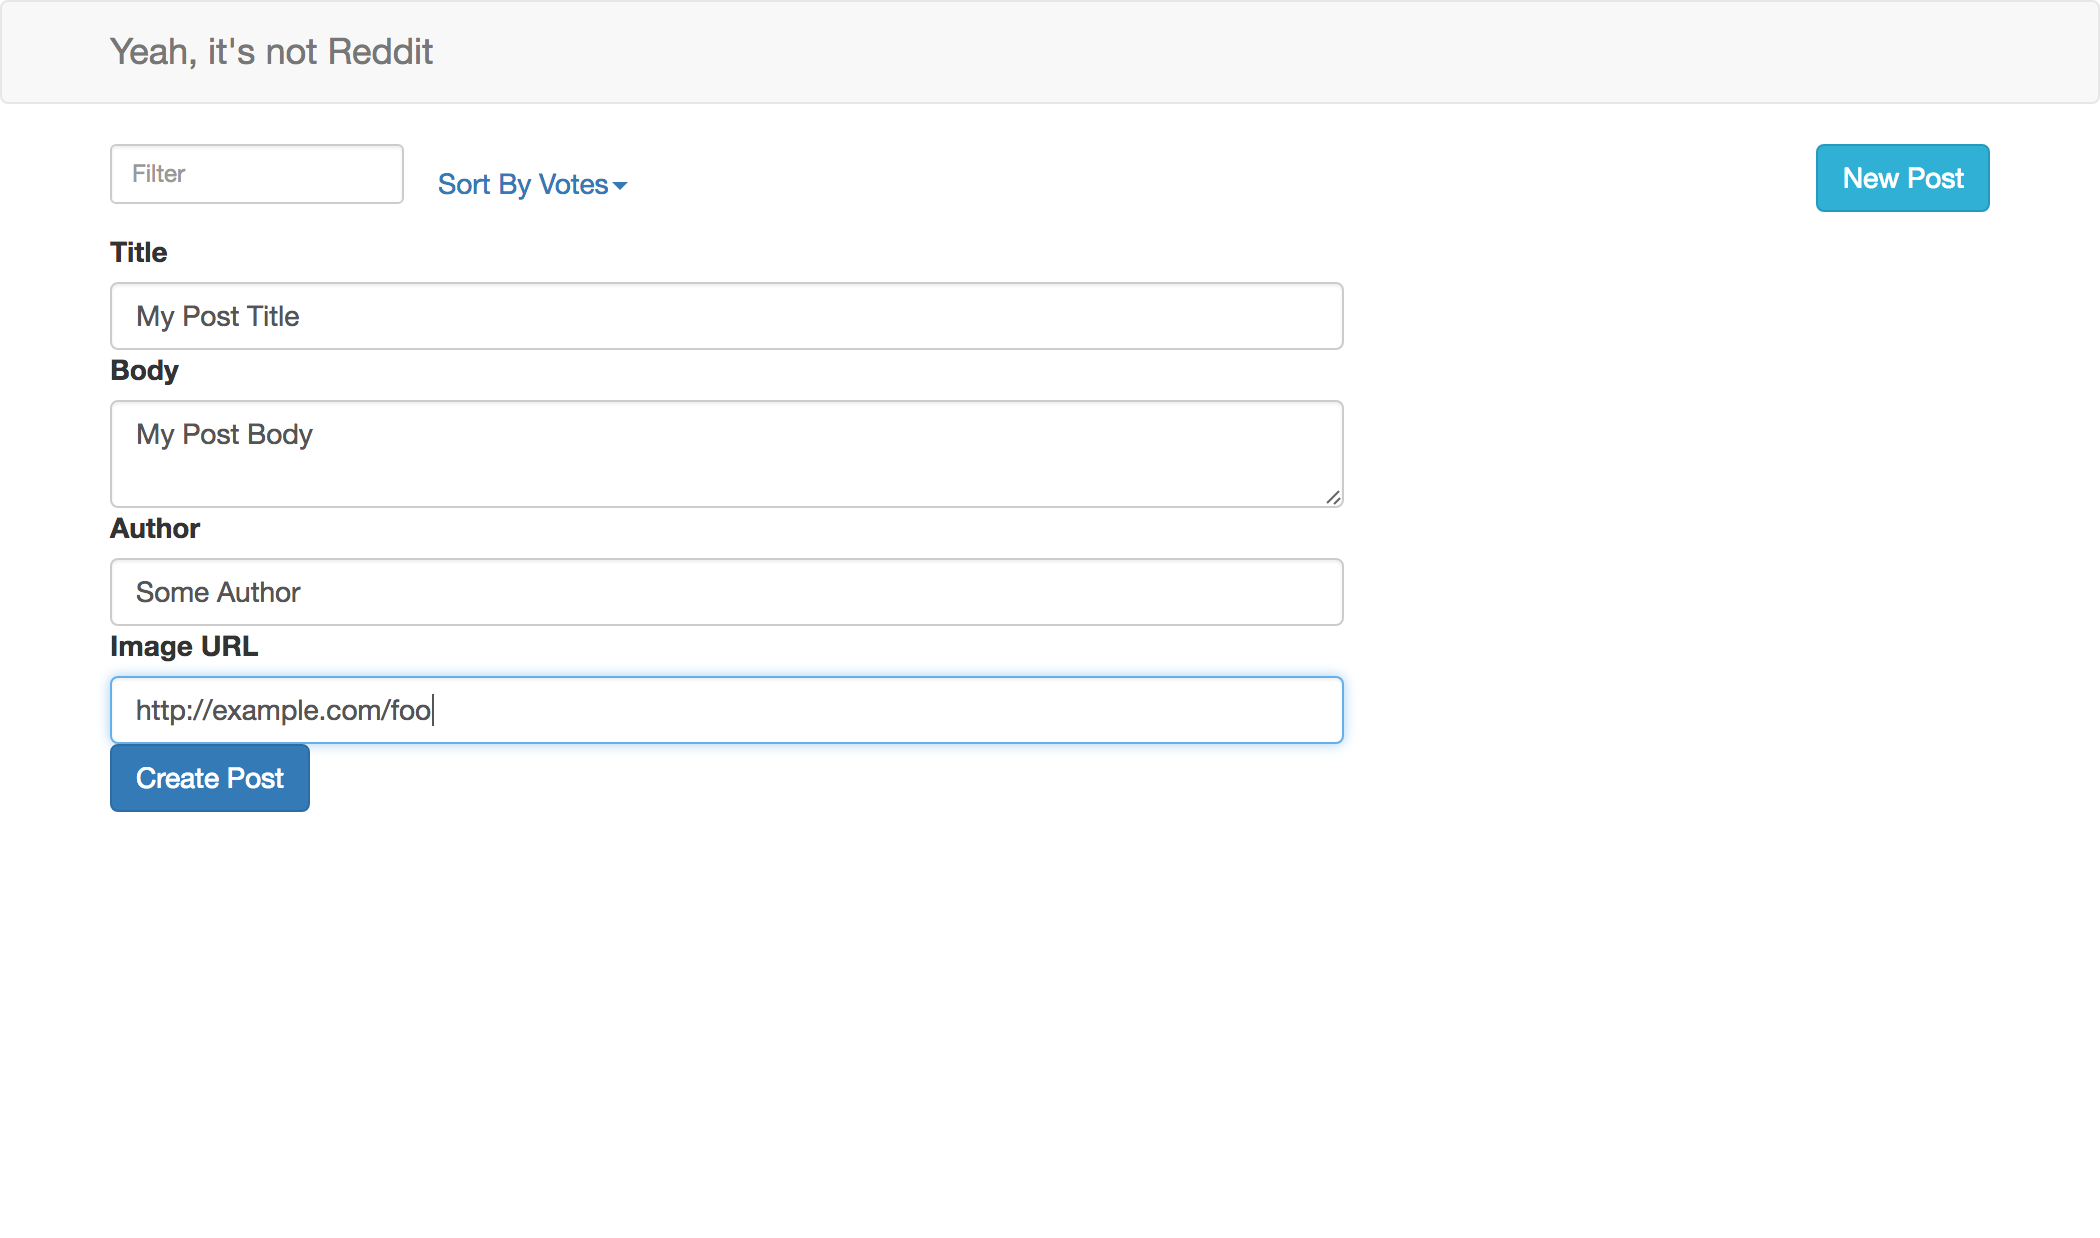 Yeah, it's not Reddit
Filter
Sort By Votes
New Post
Title
My Post Title
Body
My Post Body
Author
Some Author
Image URL
http://example.com/foo
Create Post